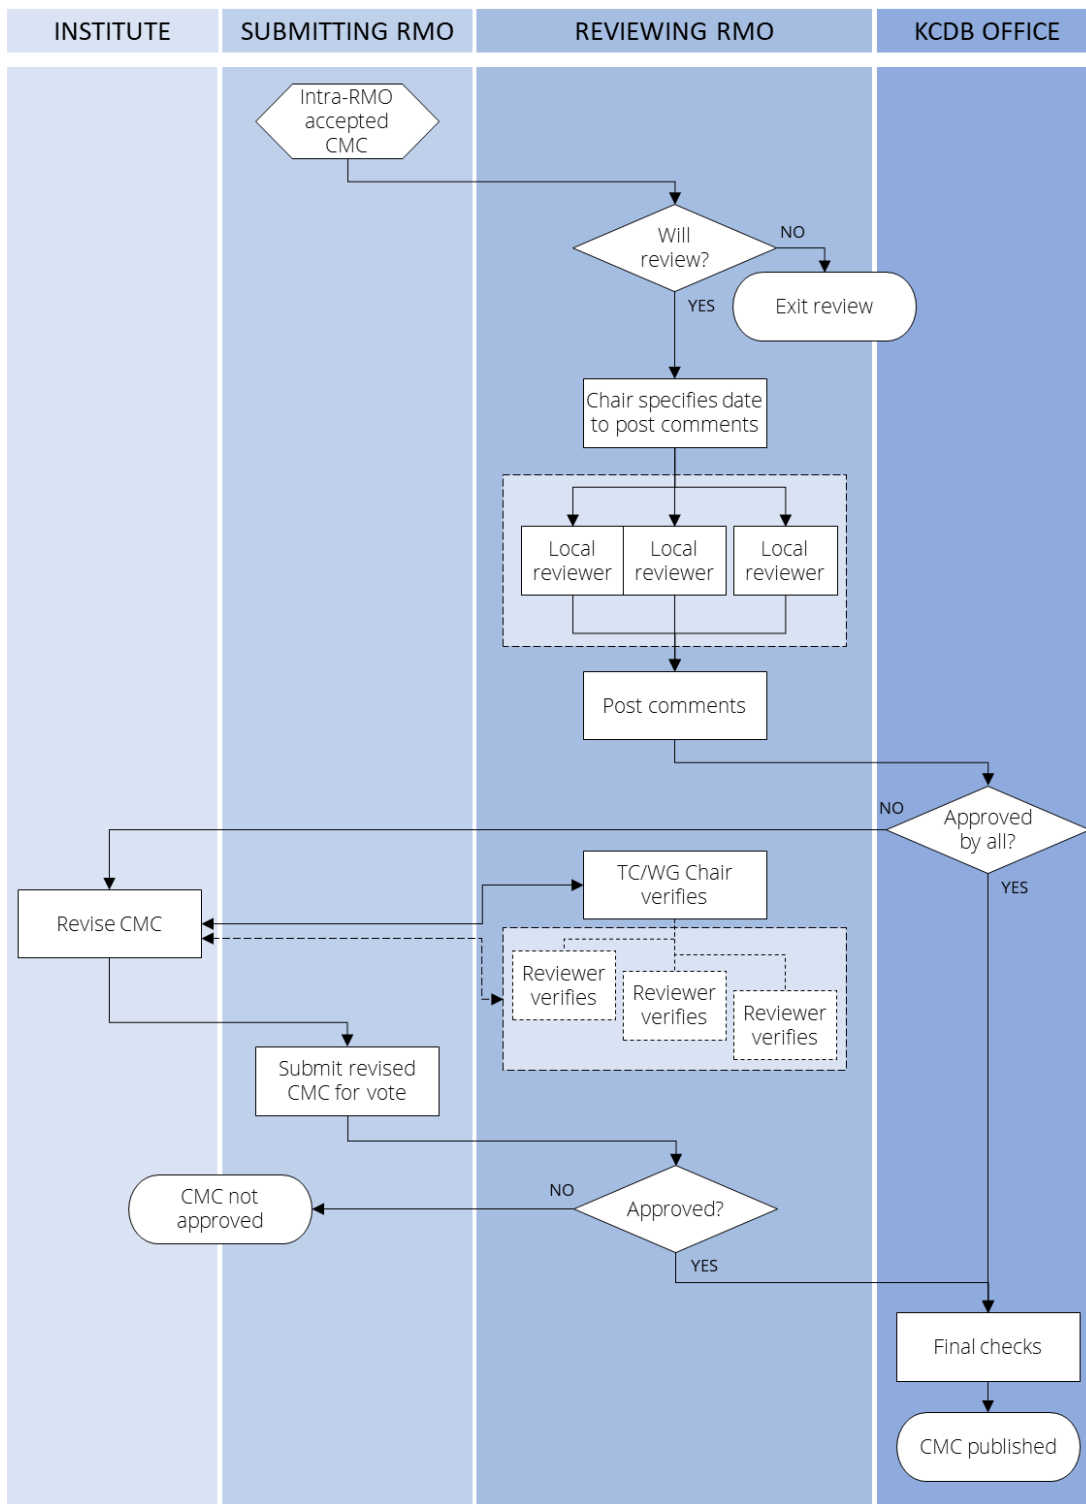 INSTITUTE
SUBMITTING RMO
REVIEWING RMO
KCDB OFFICE
Intra-RMO
accepted
CMC
Will
review?
NO
Exit review
YES
Chair specifies date
to post comments
Local
reviewer
Local
reviewer
Local
reviewer
Post comments
Approved
by all?
NO
YES
TC/WG Chair
verifies
Revise CMC
Reviewer
verifies
Reviewer
verifies
Reviewer
verifies
Submit revised
CMC for vote
Approved?
NO
CMC not
approved
YES
Final checks
CMC published